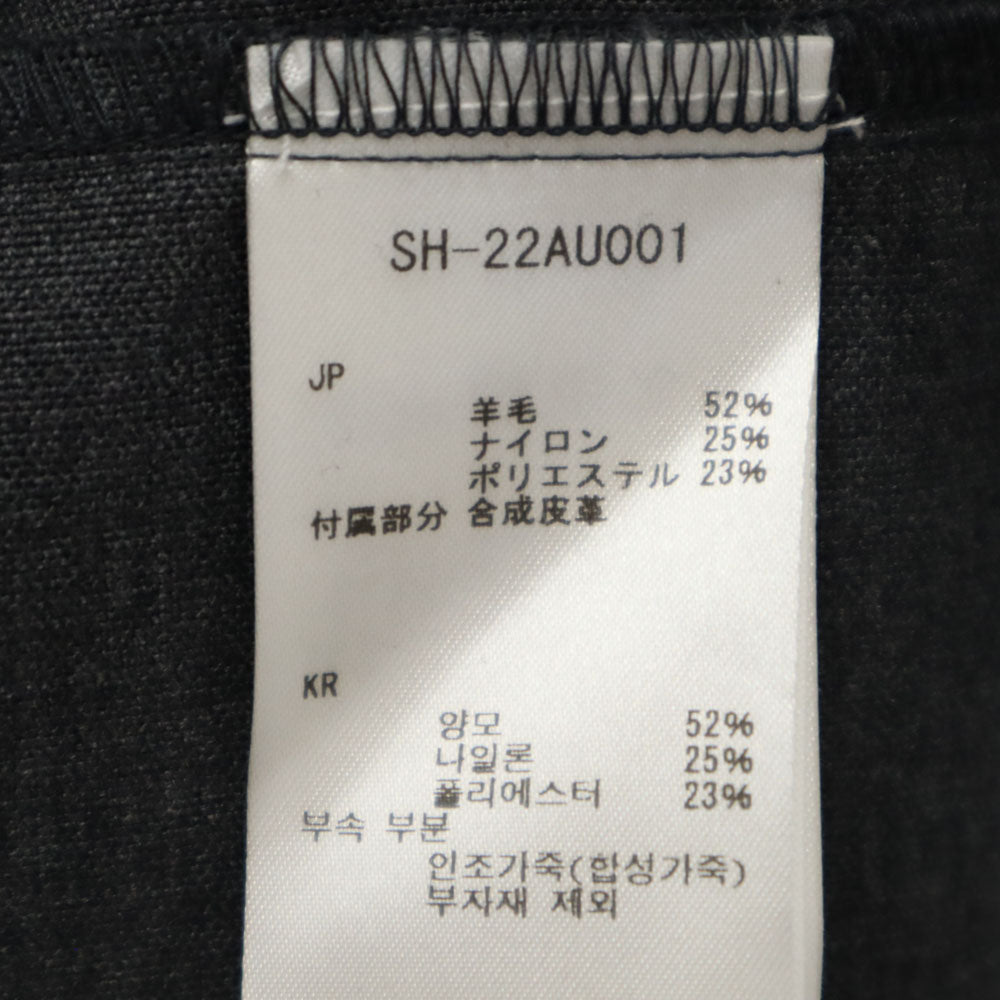 SH-22AU001
JP
羊毛 52%
ナイロン 25%
ポリエステル 23%
付属部分 合成皮革
KR
양모 52%
나일론 25%
폴리에스터 23%
부속 부분
인조가죽(합성가죽)
부자재 제외